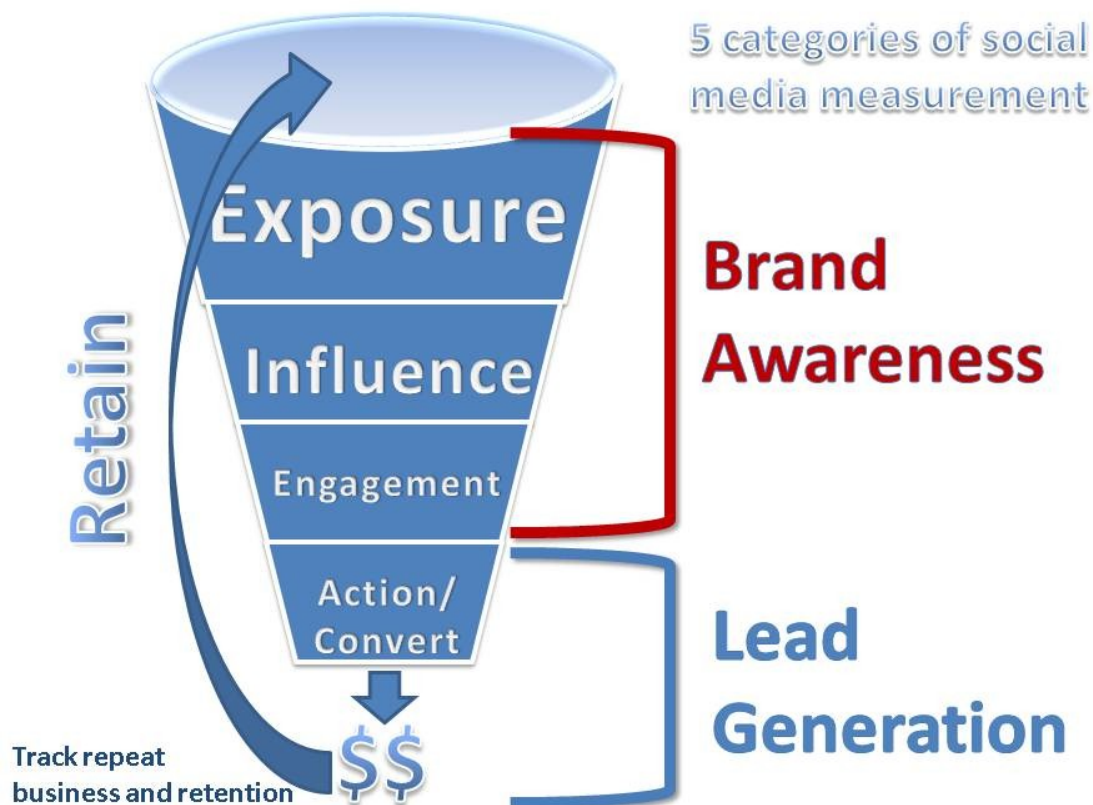 5 categories of social
media measurement
Exposure
Influence
Engagement
Action/
Convert
$$
Brand
Awareness
Lead
Generation
Retain
Track repeat
business and retention